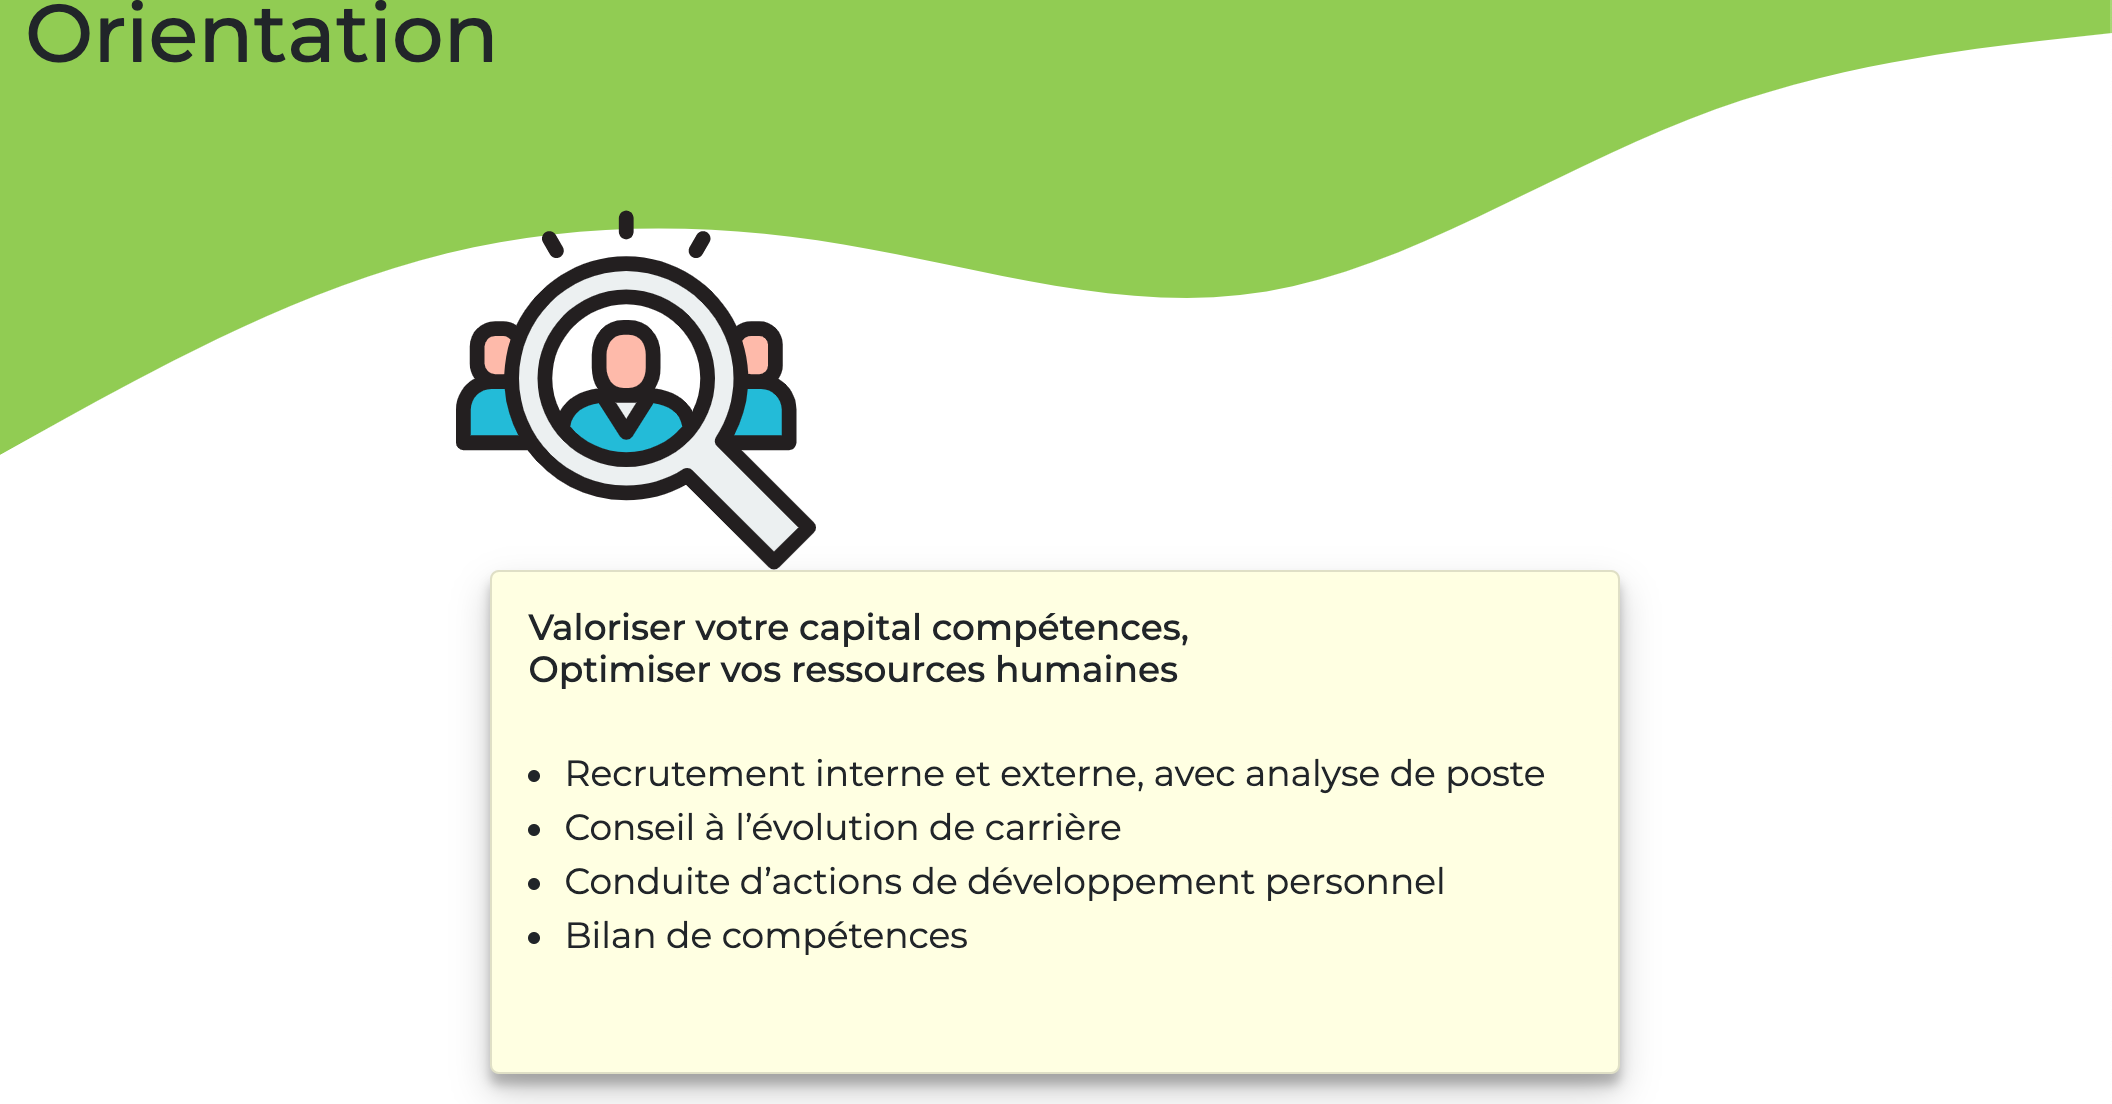 Orientation
Valoriser votre capital compétences,
Optimiser vos ressources humaines
• Recrutement interne et externe, avec analyse de poste
• Conseil à l’évolution de carrière
• Conduite d’actions de développement personnel
• Bilan de compétences